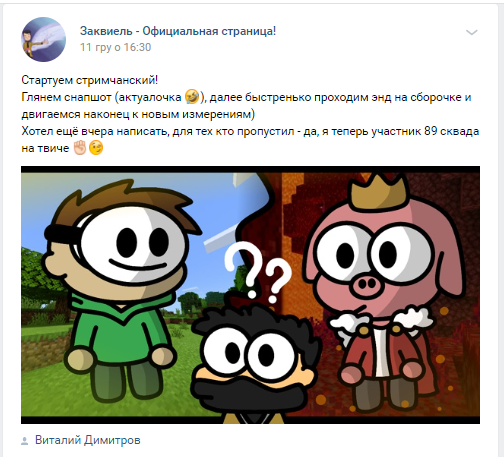 Заквиель - Официальная страница!
11 гру о 16:30
Стартуем стримчанский!
Глянем снапшот (актуалочка 🤣), далее быстренько проходим энд на сборочке и
двигаемся наконец к новым измерениям)
Хотел ещё вчера написать, для тех кто пропустил - да, я теперь участник 89 сквада
на твиче ✊😉
??
Виталий Димитров